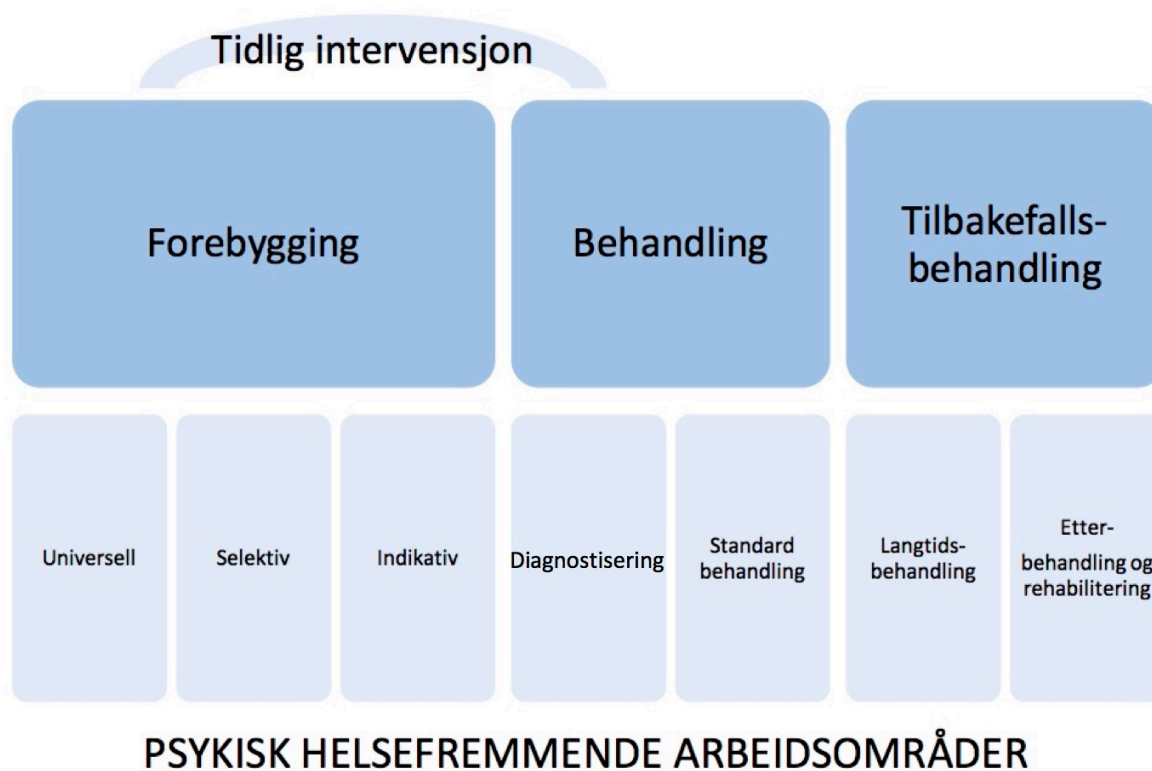 Tidlig intervensjon
Forebygging
Behandling
Tilbakefalls-
behandling
Universell
Selektiv
Indikativ
Diagnostisering
Standard
behandling
Langtids-
behandling
Etter-
behandling og
rehabilitering
PSYKISK HELSEFREMMENDE ARBEIDSOMRÅDER